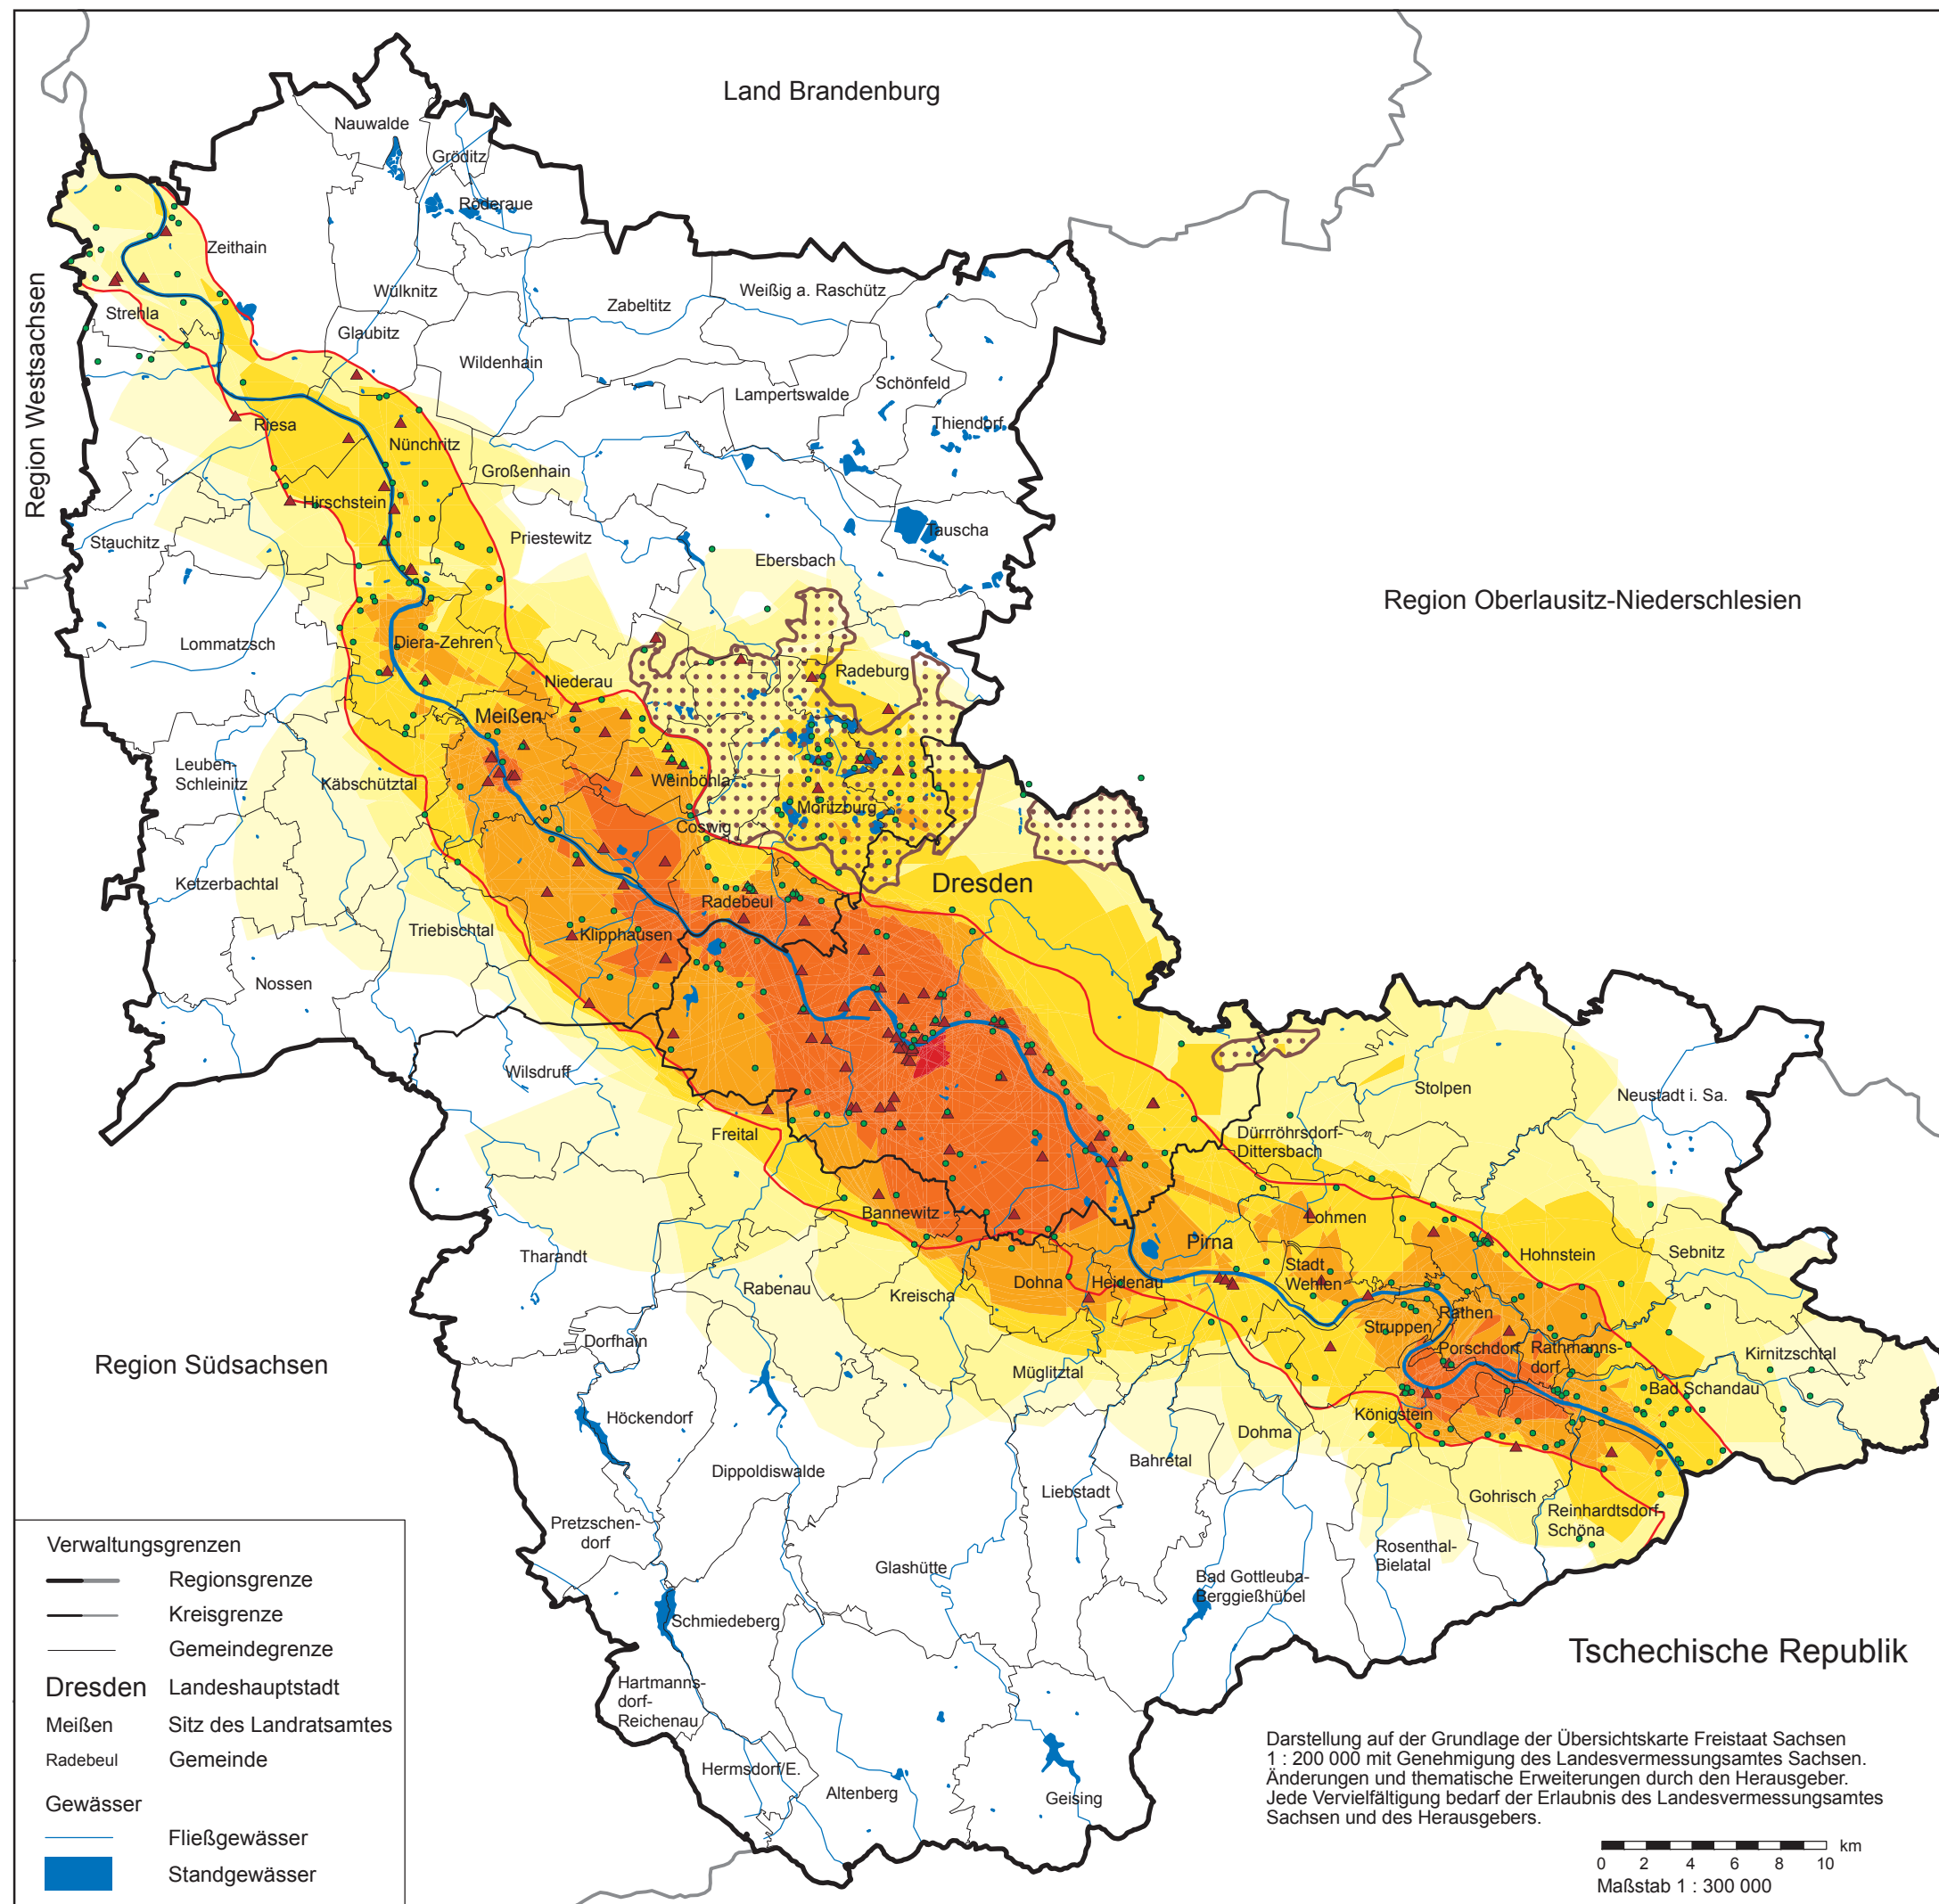 Land Brandenburg
Nauwalde
Gröditz
Röderaue
Zeithain
Region Westsachsen
Wülknitz
Zabeltitz
Weißig a. Raschütz
Strehla
Glaubitz
Wildenhain
Schönfeld
Lampertswalde
Thiendorf
Riesa
Nünchritz
Großenhain
Hirschstein
Stauchitz
Priestewitz
Tauscha
Ebersbach
Region Oberlausitz-Niederschlesien
Lommatzsch
Diera-Zehren
Radeburg
Niederau
Meißen
Leuben-
Schleinitz
Käbschütztal
Weinböhla
Moritzburg
Coswig
Ketzerbachtal
Dresden
Radebeul
Triebischtal
Klipphausen
Nossen
Wilsdruff
Stolpen
Neustadt i. Sa.
Freital
Dürrröhrsdorf-
Dittersbach
Bannewitz
Lohmen
Tharandt
Pirna
Hohnstein
Sebnitz
Stadt
Wehlen
Rabenau
Kreischa
Dohna
Heidenau
Rathen
Struppen
Dorfhain
Porschdorf
Rathmanns-
dorf
Kirnitzschtal
Region Südsachsen
Müglitztal
Bad Schandau
Höckendorf
Königstein
Dohma
Bahretal
Dippoldiswalde
Liebstadt
Gohrisch
Reinhardtsdorf-
Schöna
Pretzschen-
dorf
Rosenthal-
Bielatal
Glashütte
Bad Gottleuba-
Berggießhübel
Schmiedeberg
Tschechische Republik
Hartmanns-
dorf-
Reichenau
Hermsdorf/E.
Altenberg
Geising
Verwaltungsgrenzen
Regionsgrenze
Kreisgrenze
Gemeindegrenze
Dresden Landeshauptstadt
Meißen Sitz des Landratsamtes
Radebeul Gemeinde
Gewässer
Fließgewässer
Standgewässer
Darstellung auf der Grundlage der Übersichtskarte Freistaat Sachsen
1 : 200 000 mit Genehmigung des Landesvermessungsamtes Sachsen.
Änderungen und thematische Erweiterungen durch den Herausgeber.
Jede Vervielfältigung bedarf der Erlaubnis des Landesvermessungsamtes
Sachsen und des Herausgebers.
km
0 2 4 6 8 10
Maßstab 1 : 300 000